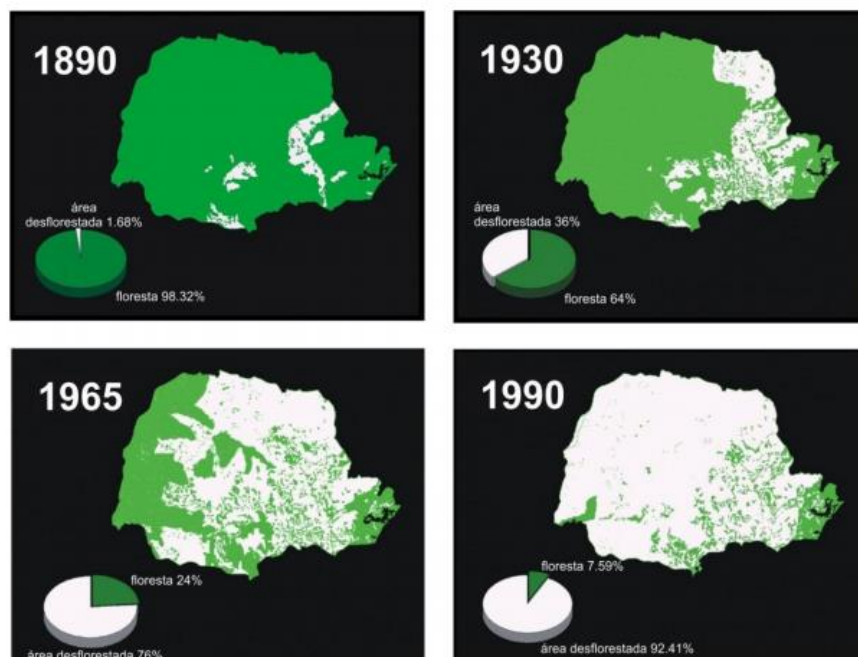 1890
área
desflorestada 1.68%
floresta 98.32%
1930
área
desflorestada 36%
floresta 64%
1965
floresta 24%
área desflorestada 76%
1990
floresta 7.59%
área desflorestada 92.41%